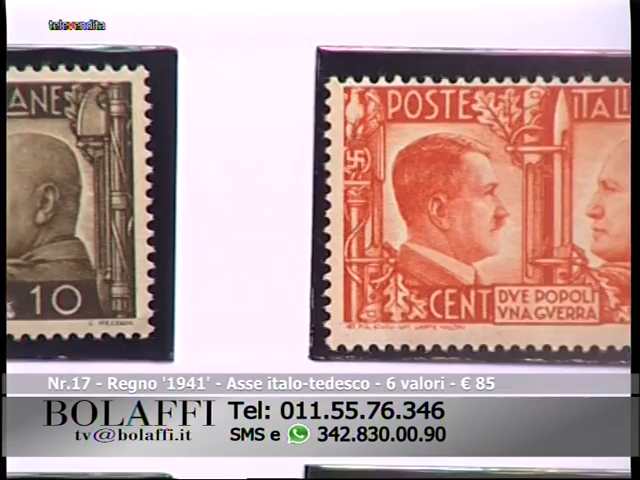 televendita
ANE
10
POSTE ITALI
CENT
DVE POPOLI
VNA GVERRA
Nr.17 - Regno '1941' - Asse italo-tedesco - 6 valori - € 85
BOLAFFI
tv@bolaffi.it
Tel: 011.55.76.346
SMS e 342.830.00.90